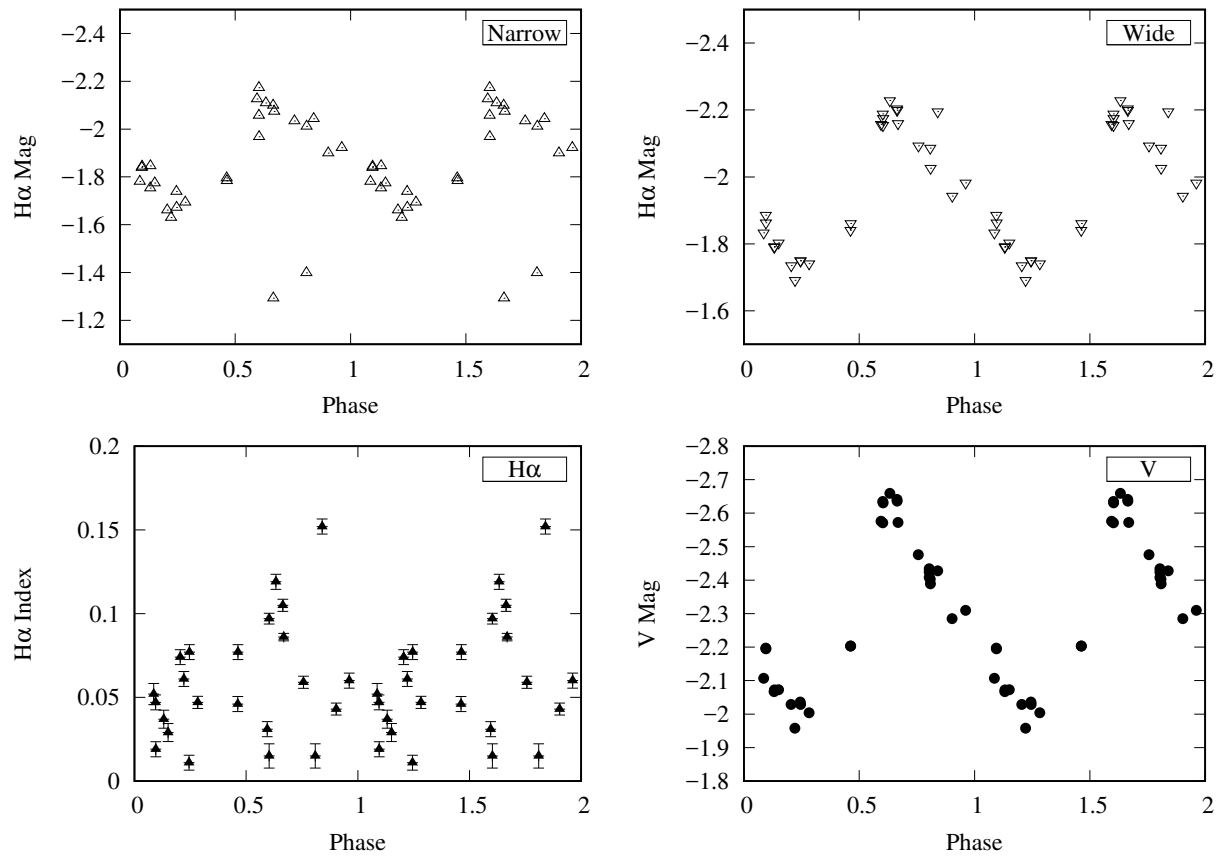 Narrow
Hα Mag
−2.4
−2.2
−2
−1.8
−1.6
−1.4
−1.2
0 0.5 1 1.5 2
Phase
Wide
Hα Mag
−2.4
−2.2
−2
−1.8
−1.6
0 0.5 1 1.5 2
Phase
Hα
Hα Index
0.2
0.15
0.1
0.05
0
0 0.5 1 1.5 2
Phase
V
V Mag
−2.8
−2.7
−2.6
−2.5
−2.4
−2.3
−2.2
−2.1
−2
−1.9
−1.8
0 0.5 1 1.5 2
Phase